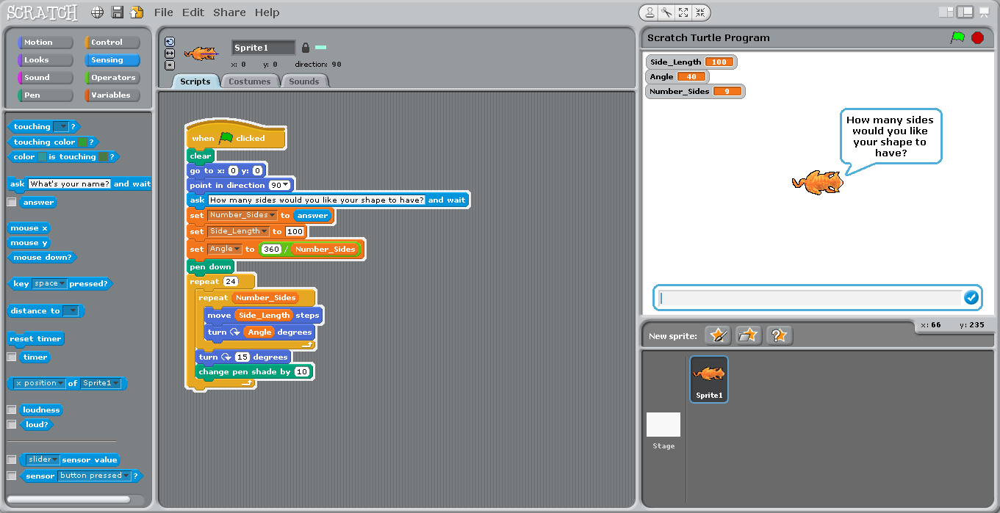 SCRATCH File Edit Share Help
Motion Control
Looks Sensing
Sound Operators
Pen Variables
touching ?
touching color ?
color is touching ?
ask What's your name? and wait
answer
mouse x
mouse y
mouse down?
key space pressed?
distance to
reset timer
timer
x position of Sprite1
loudness
loud?
slider sensor value
sensor button pressed ?
Sprite1
x: 0 y: 0 direction: 90
Scripts Costumes Sounds
when clicked
clear
go to x: 0 y: 0
point in direction 90
ask How many sides would you like your shape to have? and wait
set Number_Sides to answer
set Side_Length to 100
set Angle to 360 / Number_Sides
pen down
repeat 24
repeat Number_Sides
move Side_Length steps
turn Angle degrees
turn 15 degrees
change pen shade by 10
Scratch Turtle Program
Side_Length 100
Angle 40
Number_Sides 9
How many sides
would you like
your shape to
have?
x: 66 y: 235
New sprite:
Sprite1
Stage